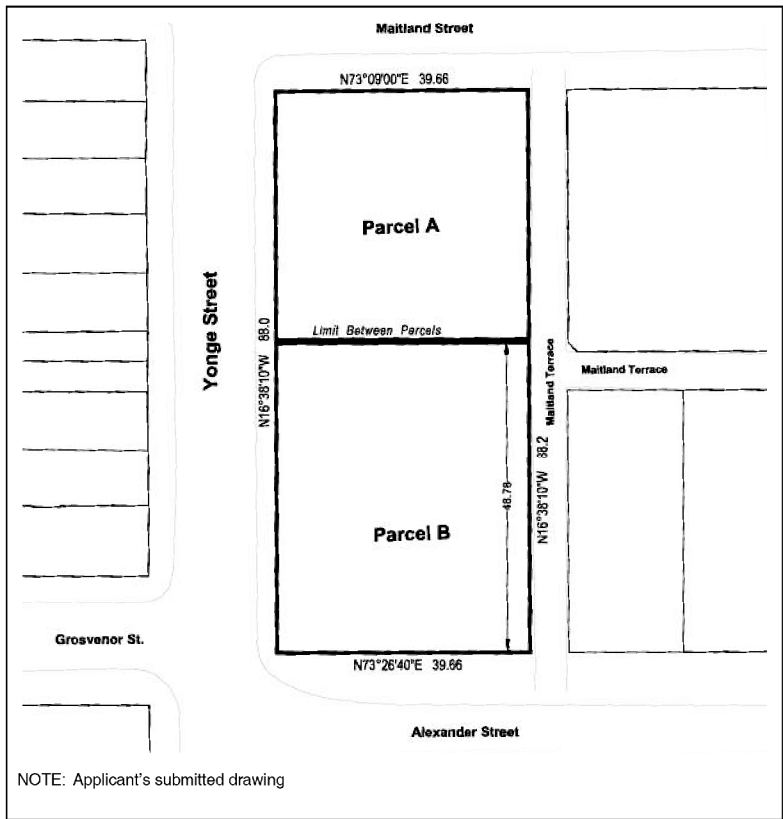 Maitland Street
N73°09'00"E 39.66
Parcel A
Yonge Street
Limit Between Parcels
N16°38'10"W 88.0
Maitland Terrace
Maitland Terrace
48.78
N16°38'10"W 88.2
Parcel B
Grosvenor St.
N73°26'40"E 39.66
Alexander Street
NOTE: Applicant's submitted drawing